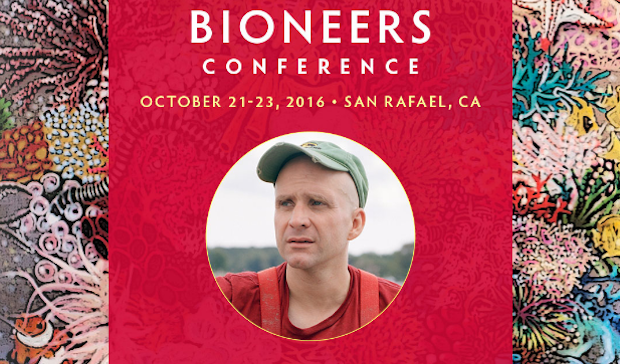 BIONEERS
CONFERENCE
OCTOBER 21-23, 2016 • SAN RAFAEL, CA